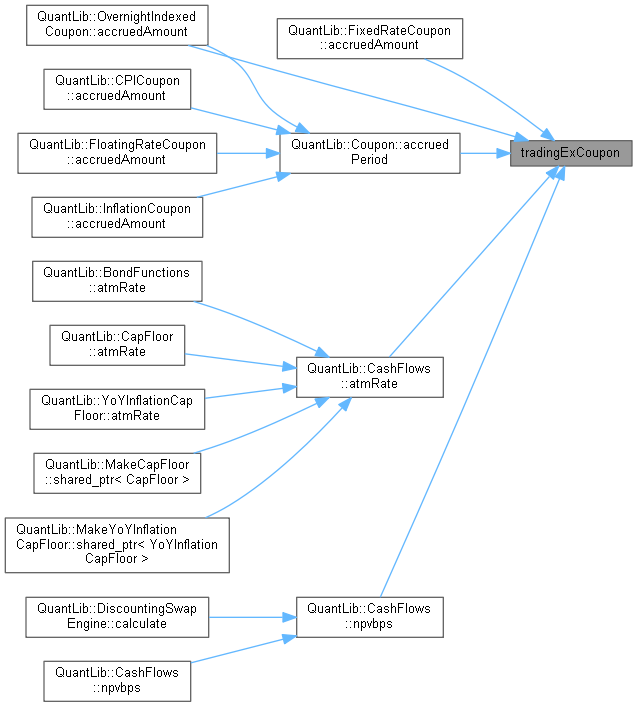 QuantLib::OvernightIndexed
Coupon::accruedAmount
QuantLib::FixedRateCoupon
::accruedAmount
QuantLib::CPICoupon
::accruedAmount
QuantLib::FloatingRateCoupon
::accruedAmount
QuantLib::Coupon::accrued
Period
tradingExCoupon
QuantLib::InflationCoupon
::accruedAmount
QuantLib::BondFunctions
::atmRate
QuantLib::CapFloor
::atmRate
QuantLib::CashFlows
::atmRate
QuantLib::YoYInflationCap
Floor::atmRate
QuantLib::MakeCapFloor
::shared_ptr< CapFloor >
QuantLib::MakeYoYInflation
CapFloor::shared_ptr< YoYInflation
CapFloor >
QuantLib::DiscountingSwap
Engine::calculate
QuantLib::CashFlows
::npvbps
QuantLib::CashFlows
::npvbps